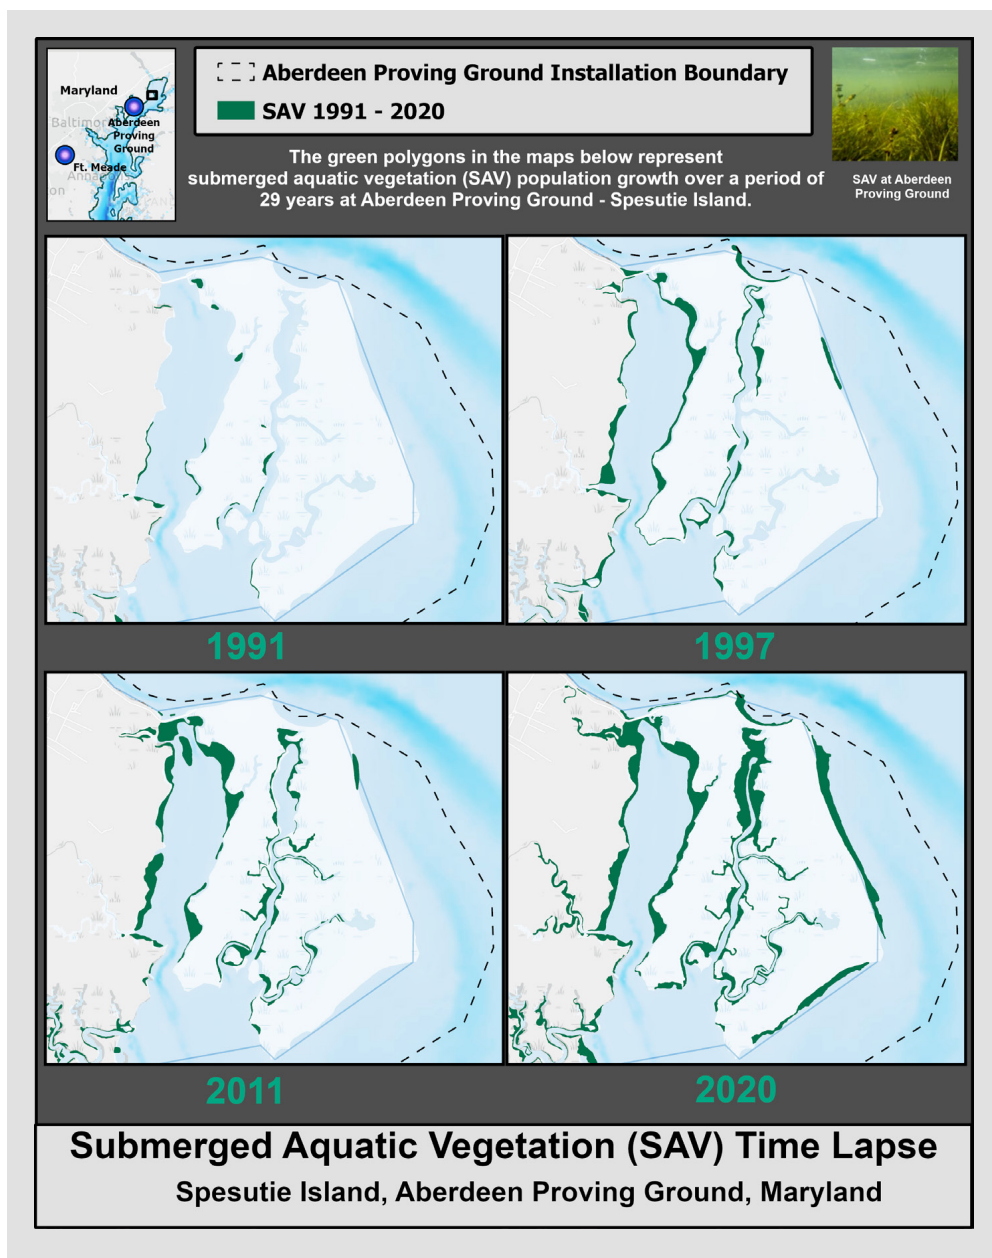 Maryland
Baltimor
Aberdeen
Proving
Ground
Ft. Meade
Annap
on
Aberdeen Proving Ground Installation Boundary
SAV 1991 - 2020
The green polygons in the maps below represent
submerged aquatic vegetation (SAV) population growth over a period of
29 years at Aberdeen Proving Ground - Spesutie Island.
SAV at Aberdeen
Proving Ground
1991
1997
2011
2020
Submerged Aquatic Vegetation (SAV) Time Lapse
Spesutie Island, Aberdeen Proving Ground, Maryland